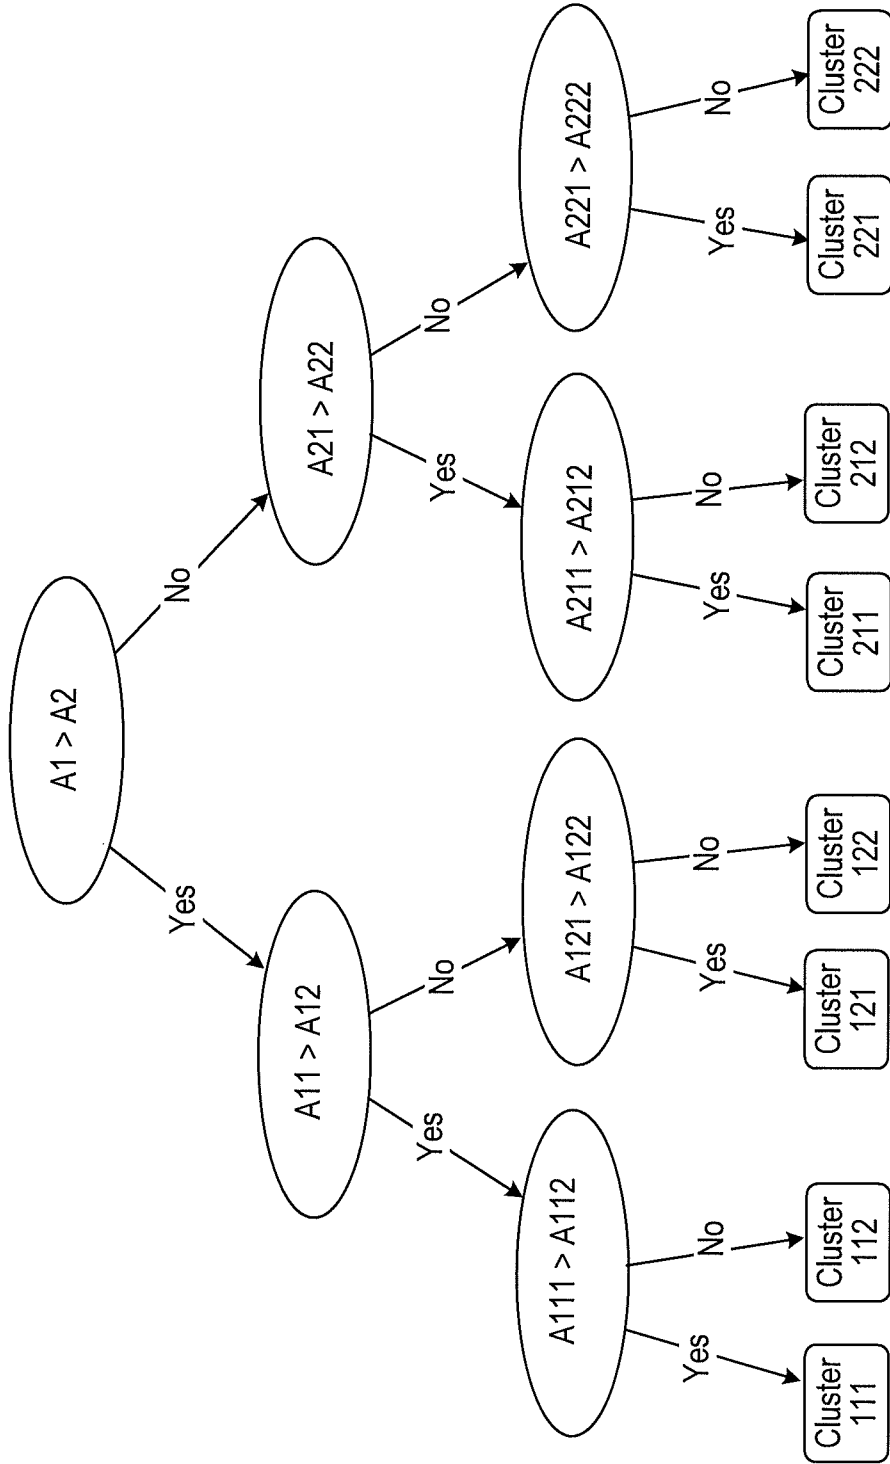 A1 > A2
Yes
No
A11 > A12
A21 > A22
Yes
No
Yes
No
A111 > A112
A121 > A122
A211 > A212
A221 > A222
Yes
No
Yes
No
Yes
No
Yes
No
Cluster
111
Cluster
112
Cluster
121
Cluster
122
Cluster
211
Cluster
212
Cluster
221
Cluster
222